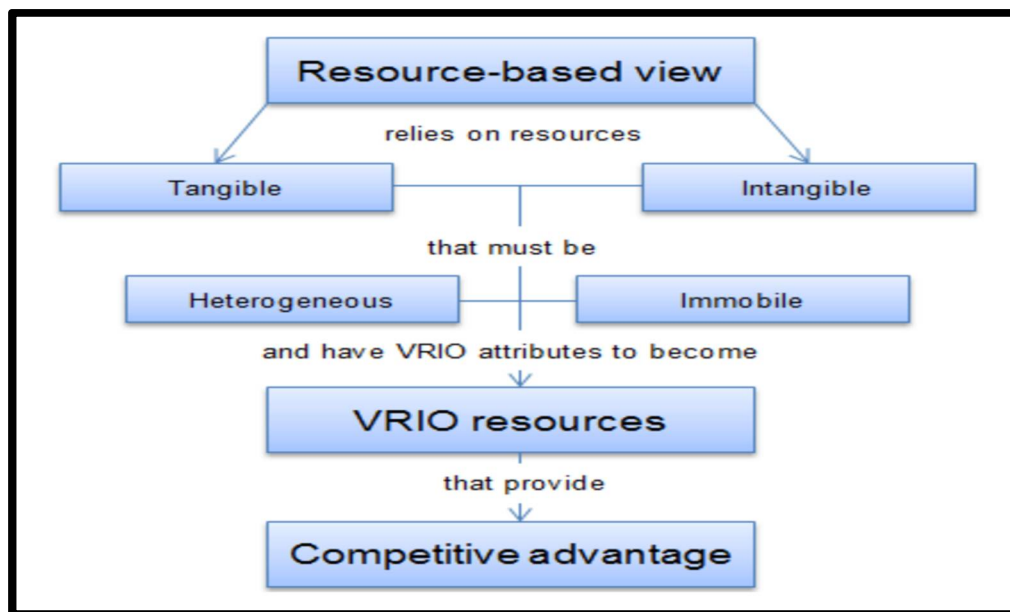 Resource-based view
relies on resources
Tangible
Intangible
that must be
Heterogeneous
Immobile
and have VRIO attributes to become
VRIO resources
that provide
Competitive advantage